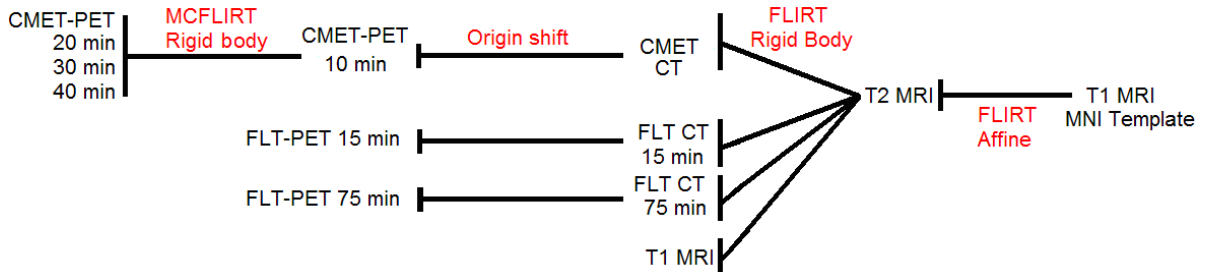 CMET-PET
20 min
30 min
40 min
MCFLIRT
Rigid body
CMET-PET
10 min
Origin shift
CMET
CT
FLIRT
Rigid Body
T2 MRI
FLIRT
Affine
T1 MRI
MNI Template
FLT-PET 15 min
FLT CT
15 min
FLT-PET 75 min
FLT CT
75 min
T1 MRI